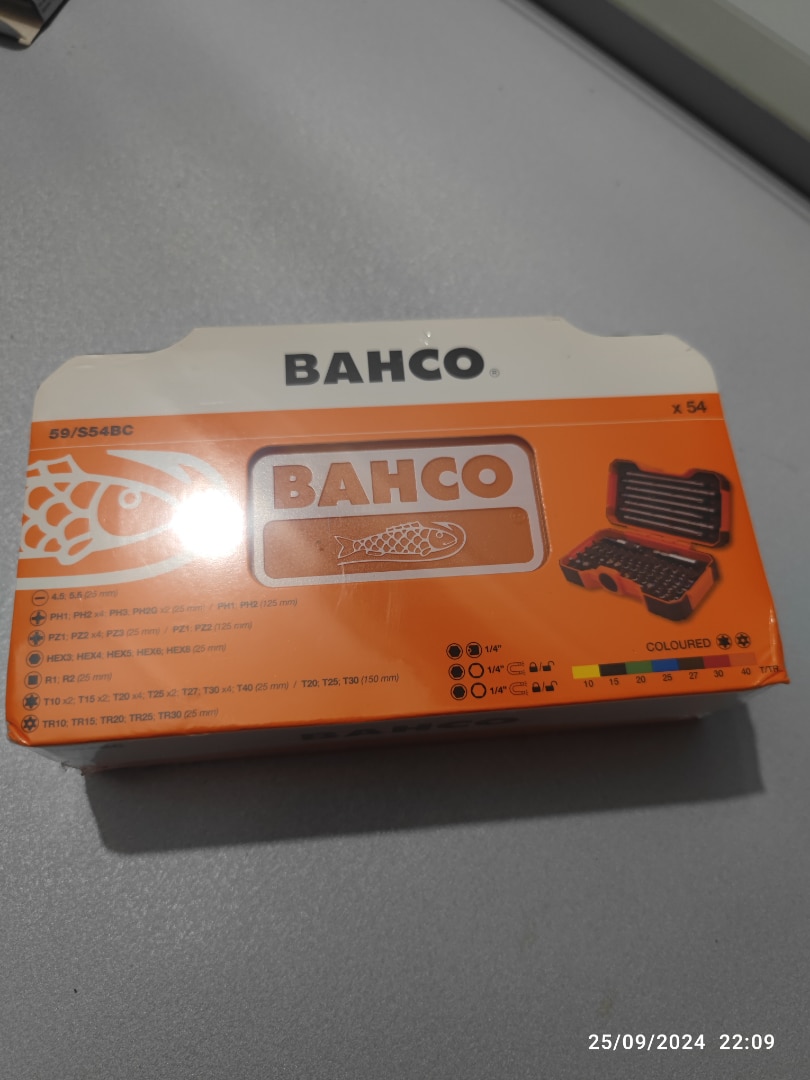 BAHCO®
59/S54BC
x 54
BAHCO
4.5; 5.5 (25 mm)
PH1; PH2 x4; PH3; PH2G x2 (25 mm) / PH1; PH2 (125 mm)
PZ1; PZ2 x4; PZ3 (25 mm) / PZ1; PZ2 (125 mm)
HEX3; HEX4; HEX5; HEX6; HEX8 (25 mm)
R1; R2 (25 mm)
T10 x2; T15 x2; T20 x4; T25 x2; T27; T30 x4; T40 (25 mm) / T20; T25; T30 (150 mm)
TR10; TR15; TR20; TR25; TR30 (25 mm)
1/4"
1/4"
1/4"
COLOURED
10 15 20 25 27 30 40 T/TR
BAHCO
25/09/2024 22:09